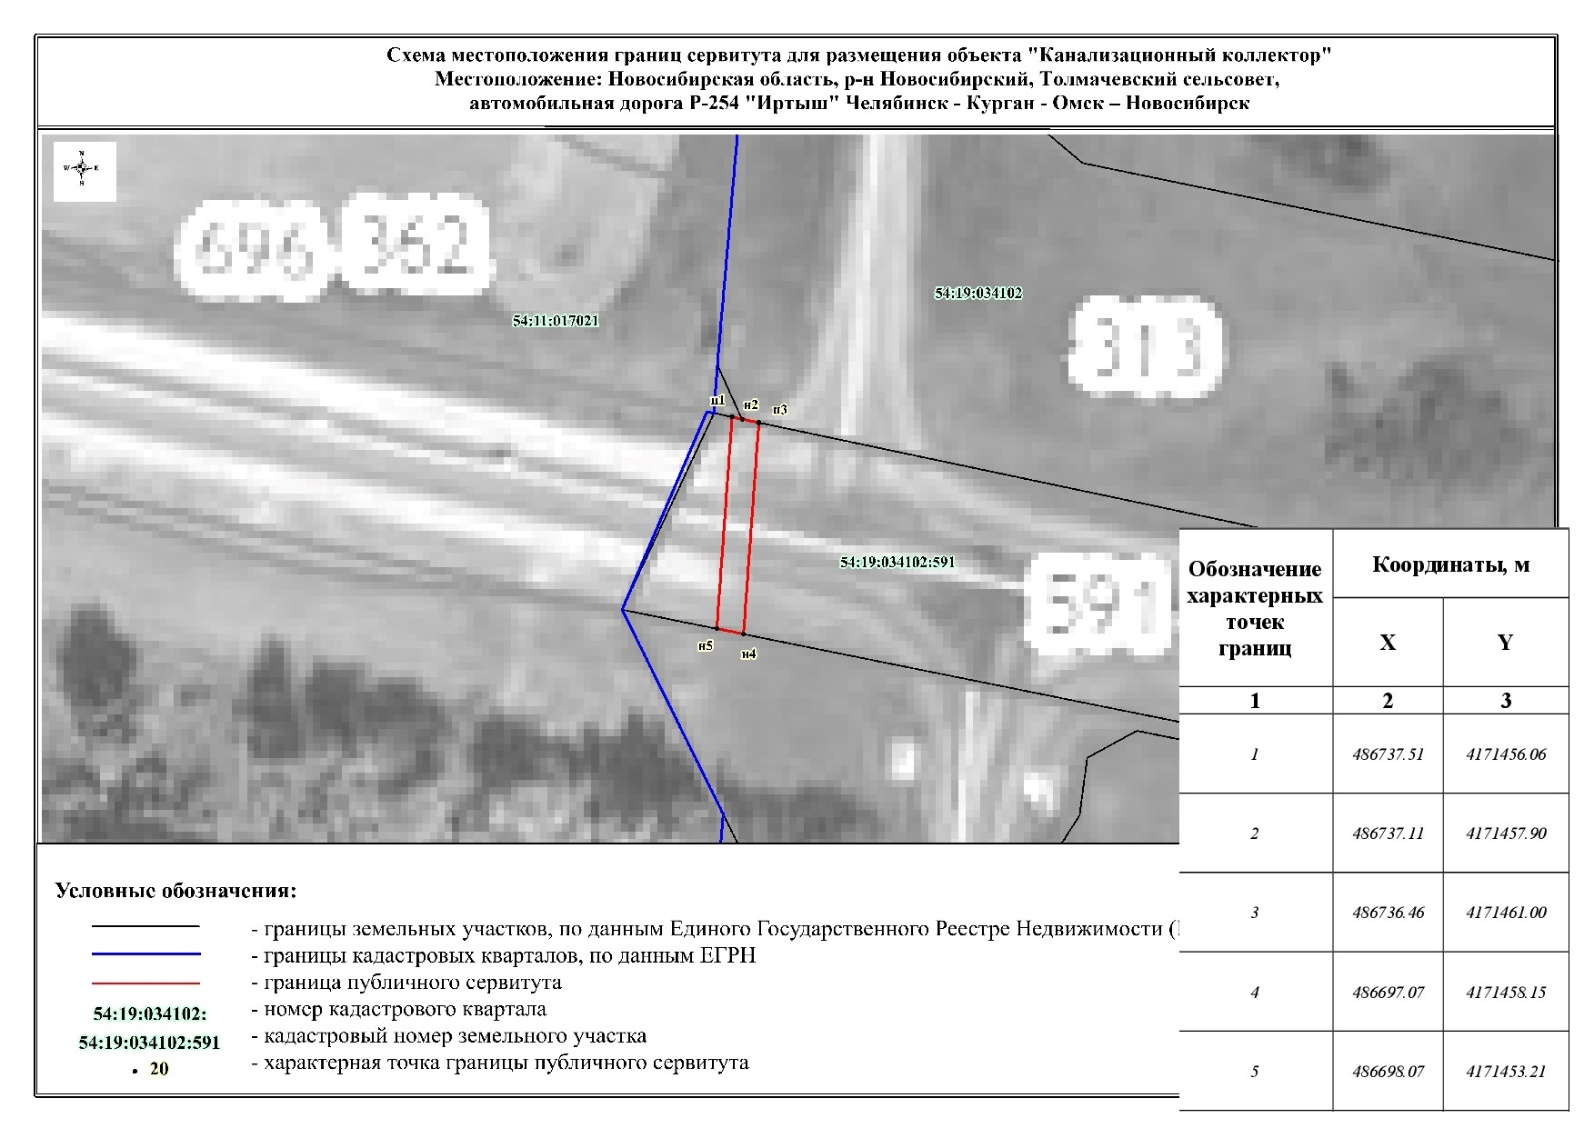 Схема местоположения границ сервитута для размещения объекта "Канализационный коллектор"
Местоположение: Новосибирская область, р-н Новосибирский, Толмачевский сельсовет,
автомобильная дорога Р-254 "Иртыш" Челябинск - Курган - Омск – Новосибирск
N
W E
696 362
54:19:034102
54:11:017021
313
н1 н2 н3
54:19:034102:591
591
н5 н4
Обозначение характерных точек границ
Координаты, м
X Y
1 2 3
1 486737.51 4171456.06
2 486737.11 4171457.90
3 486736.46 4171461.00
4 486697.07 4171458.15
5 486698.07 4171453.21
Условные обозначения:
- границы земельных участков, по данным Единого Государственного Реестре Недвижимости (
- границы кадастровых кварталов, по данным ЕГРН
- граница публичного сервитута
54:19:034102: - номер кадастрового квартала
54:19:034102:591 - кадастровый номер земельного участка
. 20 - характерная точка границы публичного сервитута